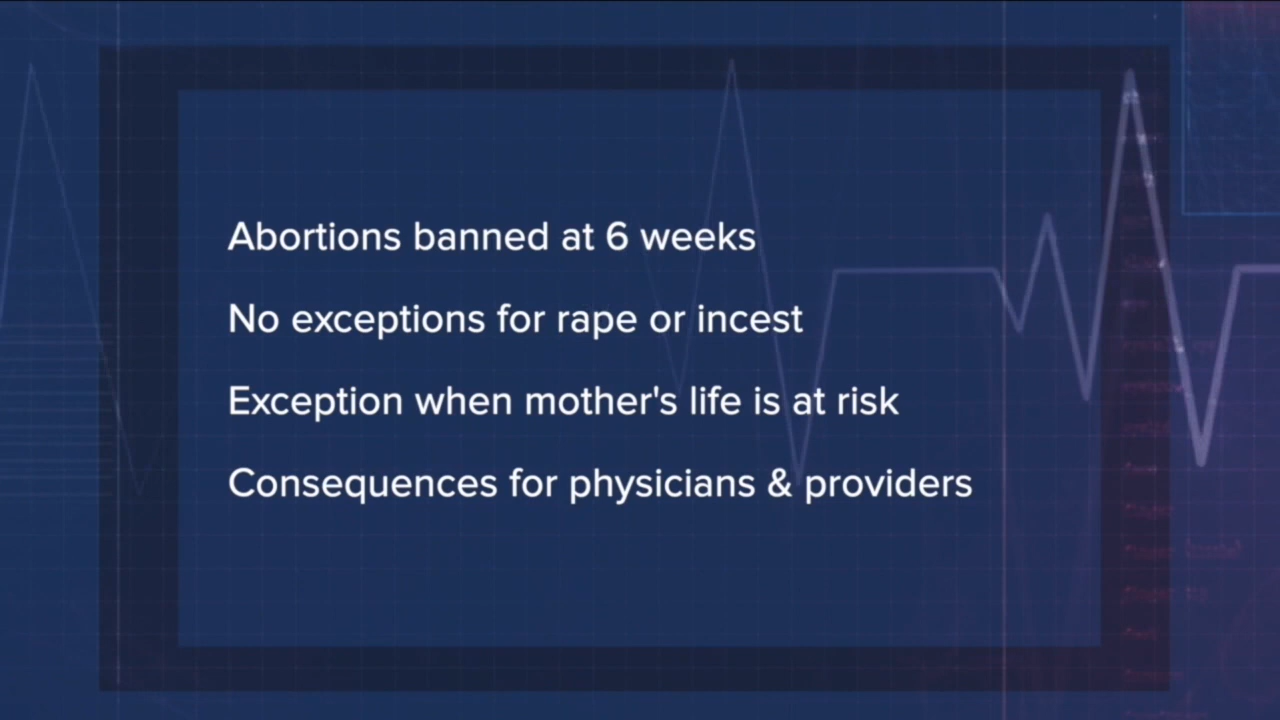 Abortions banned at 6 weeks
No exceptions for rape or incest
Exception when mother's life is at risk
Consequences for physicians & providers